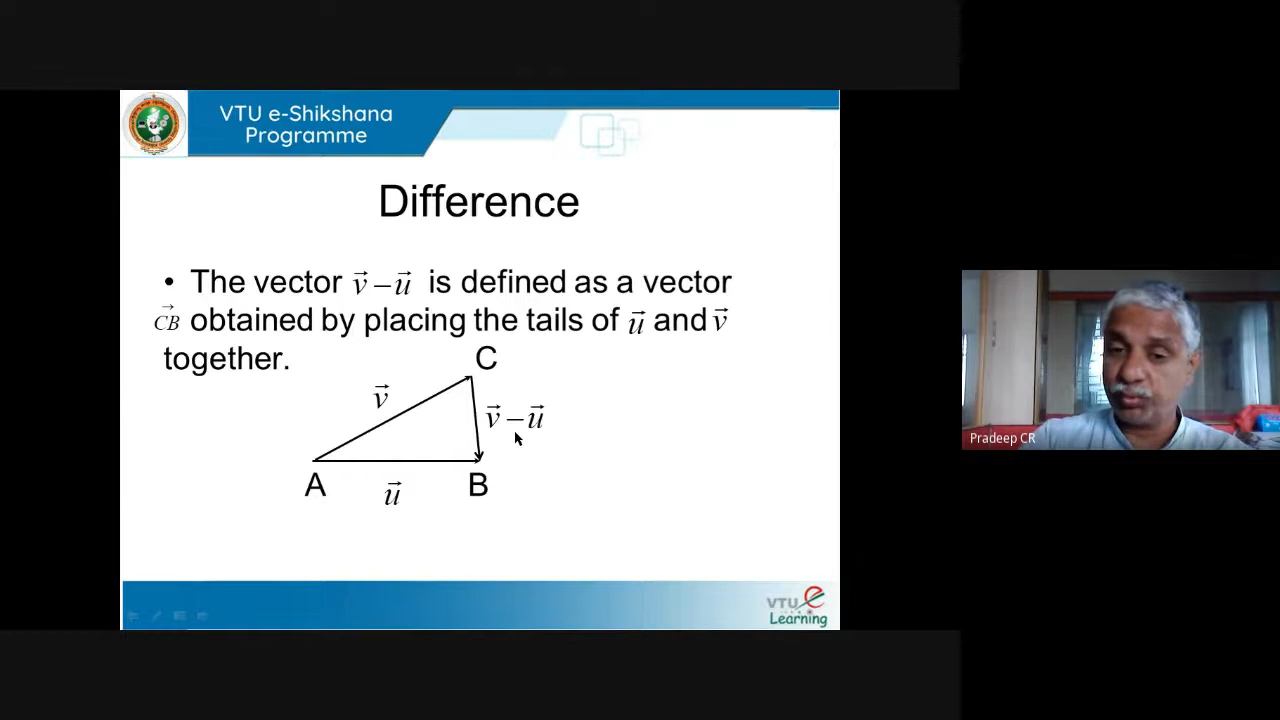 VTU e-Shikshana
Programme
Difference
• The vector v⃗ – u⃗ is defined as a vector
CB⃗ obtained by placing the tails of u⃗ and v⃗
together.
C
v⃗
v⃗ – u⃗
A
B
u⃗
Pradeep CR
VTU e
Learning